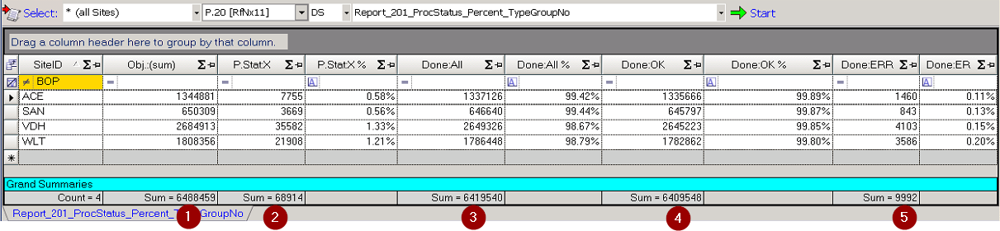 Select: * (all Sites) P.20 [RfNx11] DS Report_201_ProcStatus_Percent_TypeGroupNo Start
Drag a column header here to group by that column.
SiteID Obj.:(sum) Σ P.StatX Σ P.StatX % Σ Done:All Σ Done:All % Σ Done:OK Σ Done:OK % Σ Done:ERR Σ Done:ER Σ
≠ BOP = = A = A = A = A
ACE 1344881 7755 0.58% 1337126 99.42% 1335666 99.89% 1460 0.11%
SAN 650309 3669 0.56% 646640 99.44% 645797 99.87% 843 0.13%
VDH 2684913 35582 1.33% 2649326 98.67% 2645223 99.85% 4103 0.15%
WLT 1808356 21908 1.21% 1786448 98.79% 1782862 99.80% 3586 0.20%
*
Grand Summaries
Count = 4 Sum = 6488459 Sum = 68914 Sum = 6419540 Sum = 6409548 Sum = 9992
Report_201_ProcStatus_Percent_T GroupNo 1 2 3 4 5